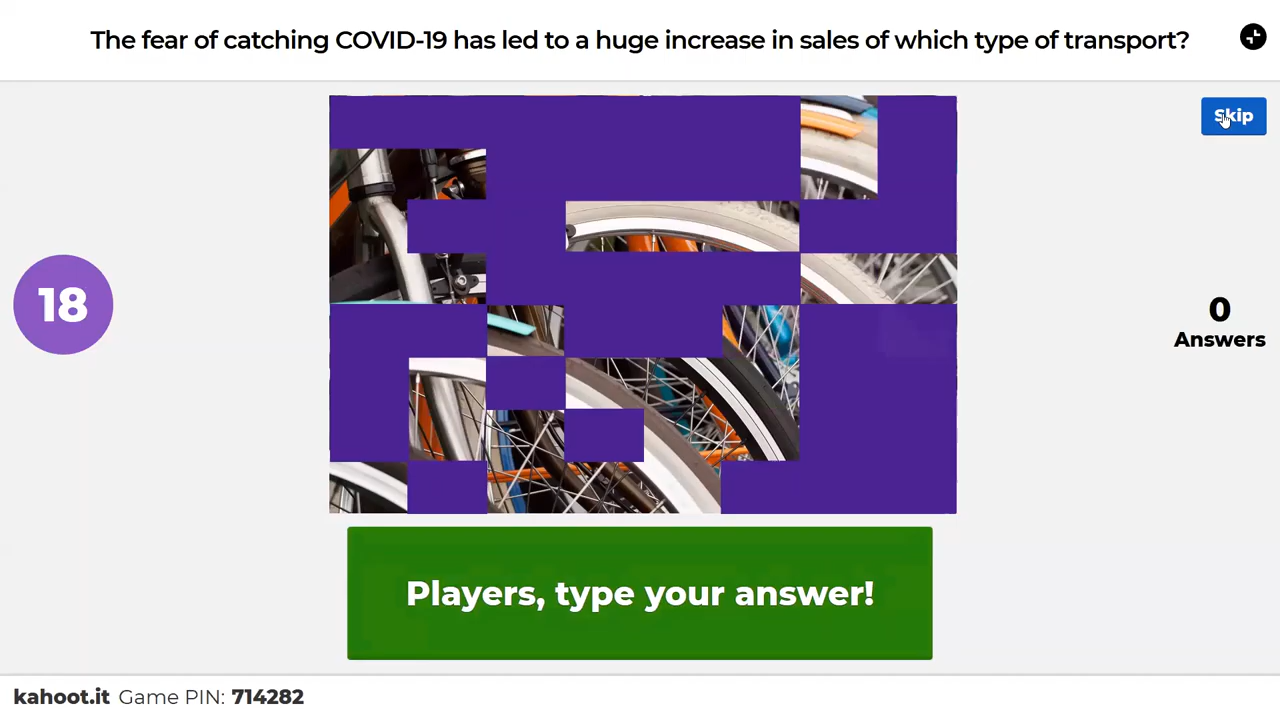 The fear of catching COVID-19 has led to a huge increase in sales of which type of transport?
Skip
18
0
Answers
Players, type your answer!
kahoot.it Game PIN: 714282